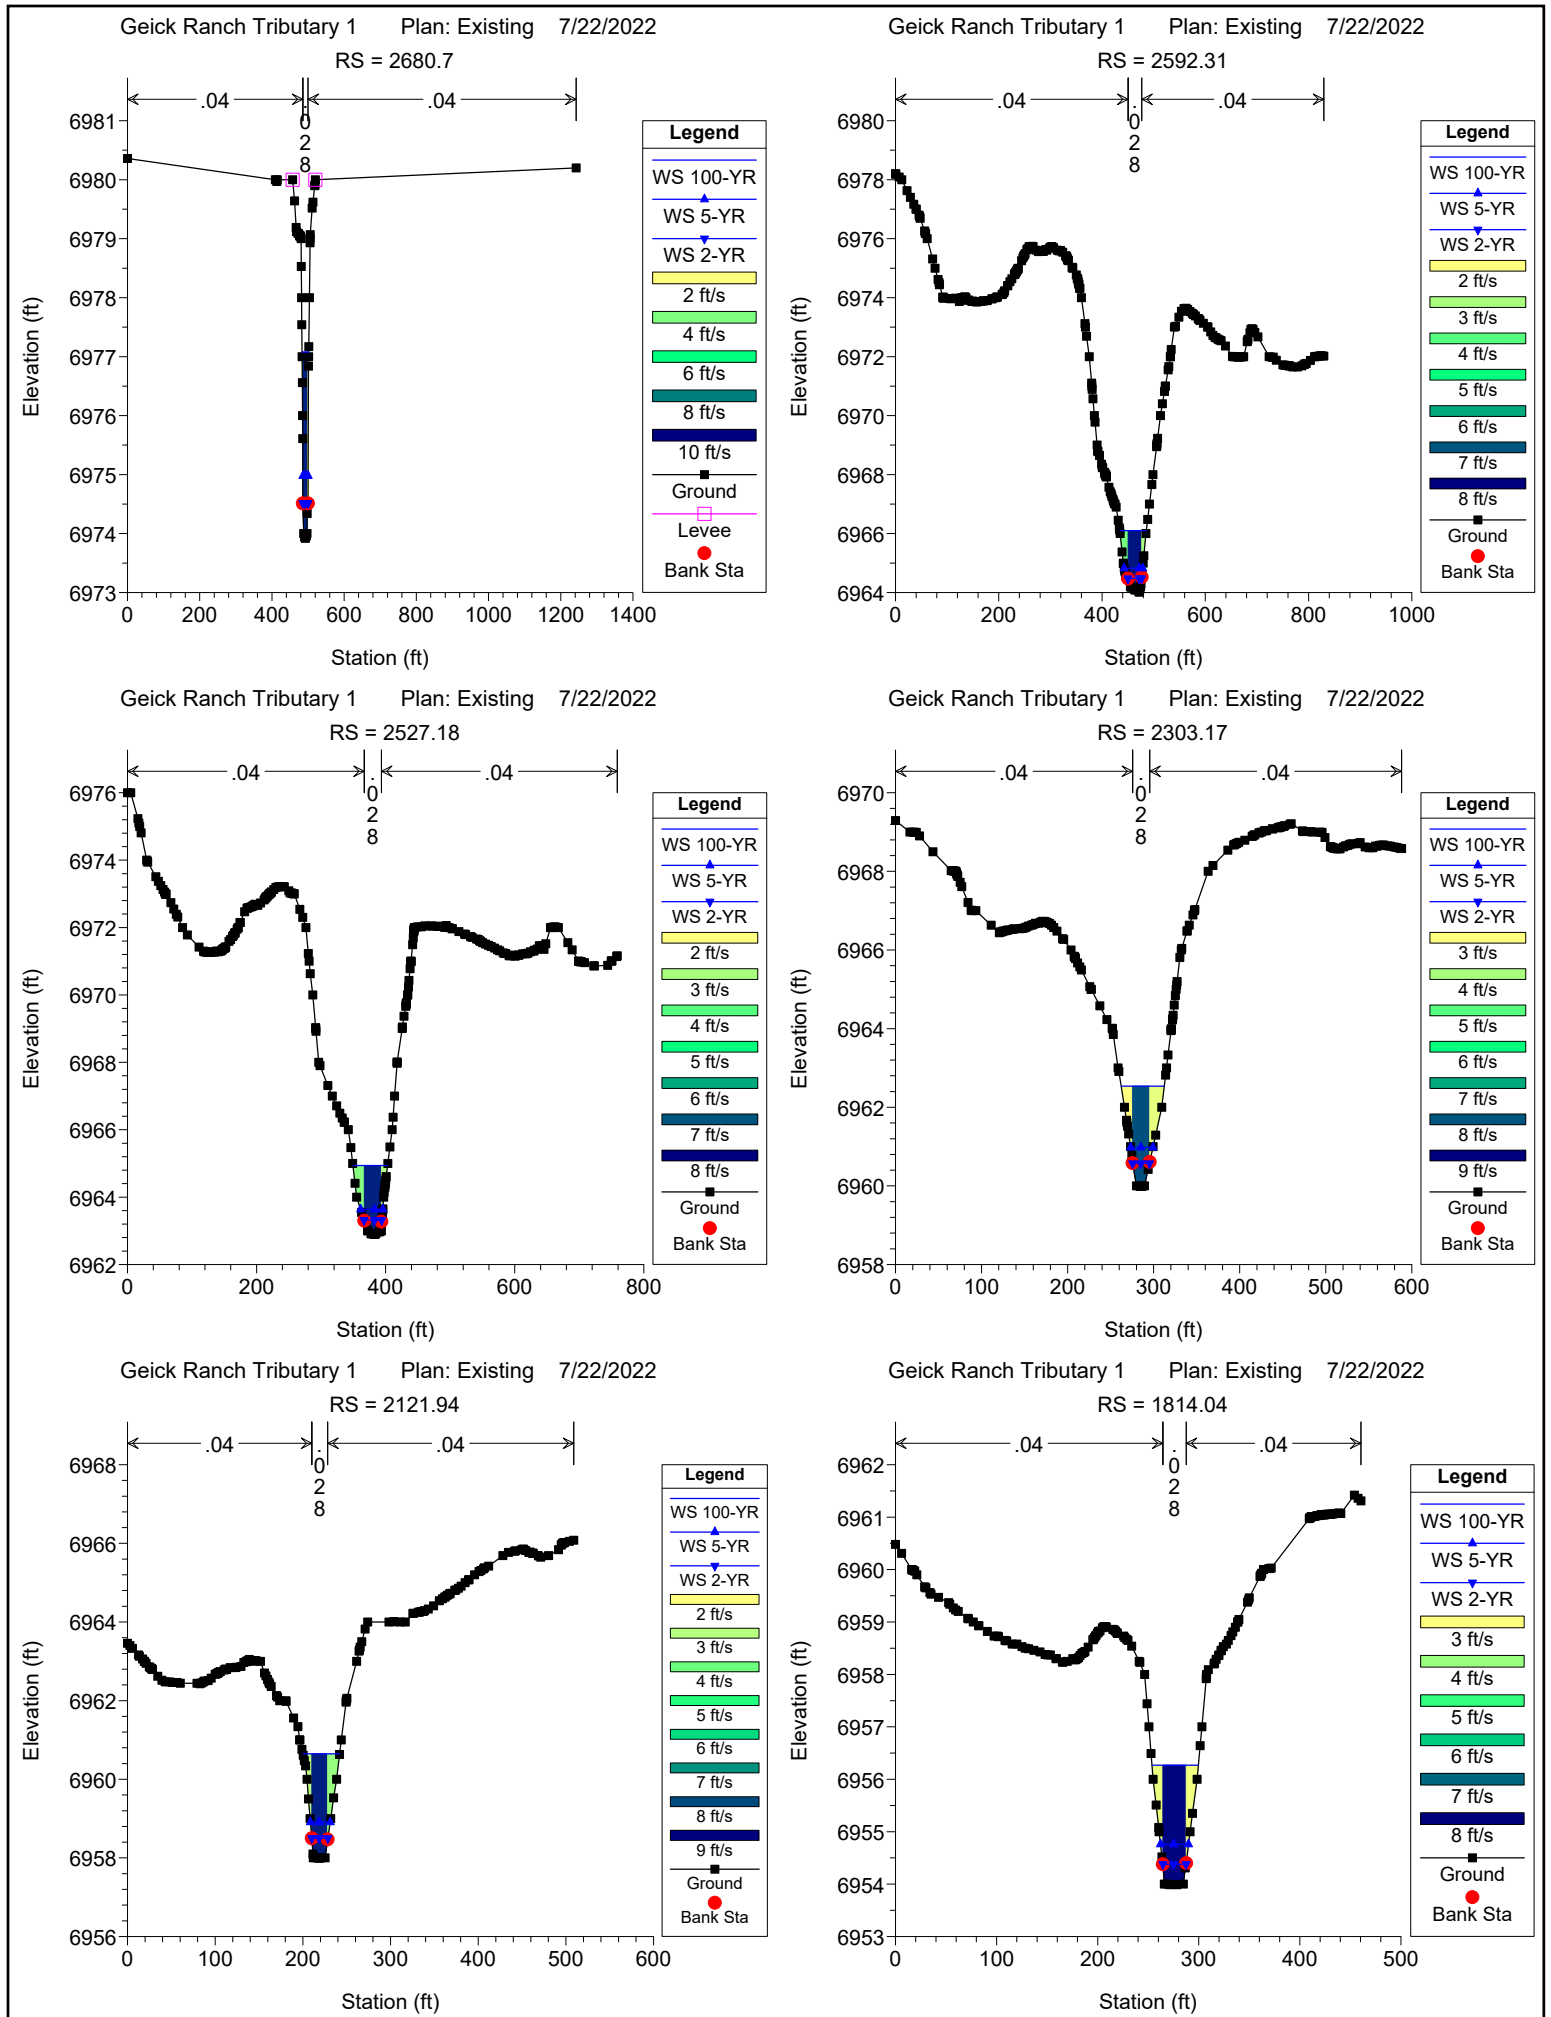 Geick Ranch Tributary 1 Plan: Existing 7/22/2022
RS = 2680.7
.04 .028 .04
6981
6980
6979
6978
6977
6976
6975
6974
6973
Elevation (ft)
0 200 400 600 800 1000 1200 1400
Station (ft)
Legend
WS 100-YR
WS 5-YR
WS 2-YR
2 ft/s
4 ft/s
6 ft/s
8 ft/s
10 ft/s
Ground
Levee
Bank Sta
Geick Ranch Tributary 1 Plan: Existing 7/22/2022
RS = 2592.31
.04 .028 .04
6980
6978
6976
6974
6972
6970
6968
6966
6964
Elevation (ft)
0 200 400 600 800 1000
Station (ft)
Legend
WS 100-YR
WS 5-YR
WS 2-YR
2 ft/s
3 ft/s
4 ft/s
5 ft/s
6 ft/s
7 ft/s
8 ft/s
Ground
Bank Sta
Geick Ranch Tributary 1 Plan: Existing 7/22/2022
RS = 2527.18
.04 .028 .04
6976
6974
6972
6970
6968
6966
6964
6962
Elevation (ft)
0 200 400 600 800
Station (ft)
Legend
WS 100-YR
WS 5-YR
WS 2-YR
2 ft/s
3 ft/s
4 ft/s
5 ft/s
6 ft/s
7 ft/s
8 ft/s
Ground
Bank Sta
Geick Ranch Tributary 1 Plan: Existing 7/22/2022
RS = 2303.17
.04 .028 .04
6970
6968
6966
6964
6962
6960
6958
Elevation (ft)
0 100 200 300 400 500 600
Station (ft)
Legend
WS 100-YR
WS 5-YR
WS 2-YR
3 ft/s
4 ft/s
5 ft/s
6 ft/s
7 ft/s
8 ft/s
9 ft/s
Ground
Bank Sta
Geick Ranch Tributary 1 Plan: Existing 7/22/2022
RS = 2121.94
.04 .028 .04
6968
6966
6964
6962
6960
6958
6956
Elevation (ft)
0 100 200 300 400 500 600
Station (ft)
Legend
WS 100-YR
WS 5-YR
WS 2-YR
2 ft/s
3 ft/s
4 ft/s
5 ft/s
6 ft/s
7 ft/s
8 ft/s
9 ft/s
Ground
Bank Sta
Geick Ranch Tributary 1 Plan: Existing 7/22/2022
RS = 1814.04
.04 .028 .04
6962
6961
6960
6959
6958
6957
6956
6955
6954
6953
Elevation (ft)
0 100 200 300 400 500
Station (ft)
Legend
WS 100-YR
WS 5-YR
WS 2-YR
3 ft/s
4 ft/s
5 ft/s
6 ft/s
7 ft/s
8 ft/s
Ground
Bank Sta